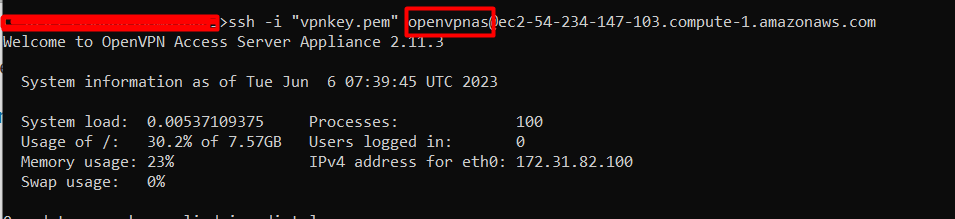 >ssh -i "vpnkey.pem" openvpnas@ec2-54-234-147-103.compute-1.amazonaws.com
Welcome to OpenVPN Access Server Appliance 2.11.3
System information as of Tue Jun  6 07:39:45 UTC 2023
System load:  0.00537109375     Processes:             100
Usage of /:   30.2% of 7.57GB   Users logged in:       0
Memory usage: 23%               IPv4 address for eth0: 172.31.82.100
Swap usage:   0%